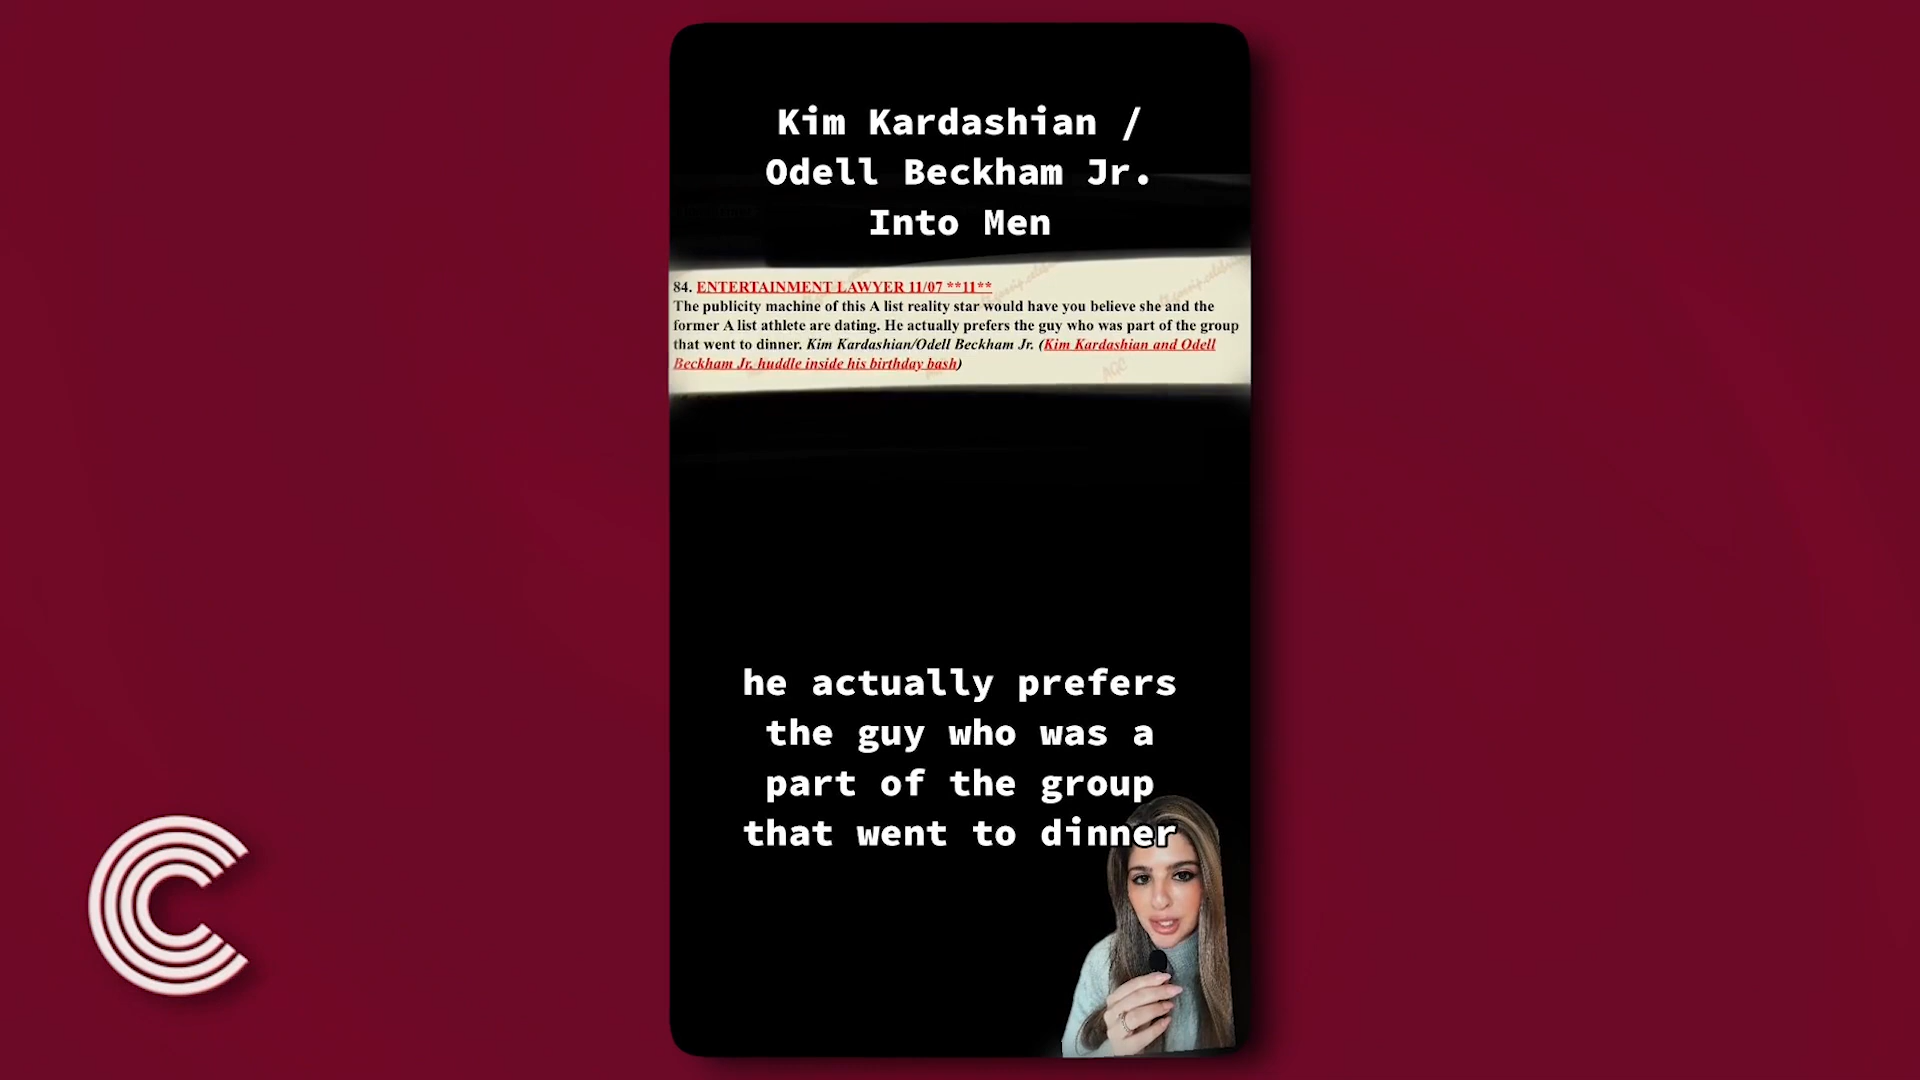 Kim Kardashian /
Odell Beckham Jr.
Into Men
84. ENTERTAINMENT LAWYER 11/07 **11**
The publicity machine of this A list reality star would have you believe she and the
former A list athlete are dating. He actually prefers the guy who was part of the group
that went to dinner. Kim Kardashian/Odell Beckham Jr. (Kim Kardashian and Odell
Beckham Jr. huddle inside his birthday bash)
AGC
he actually prefers
the guy who was a
part of the group
that went to dinner